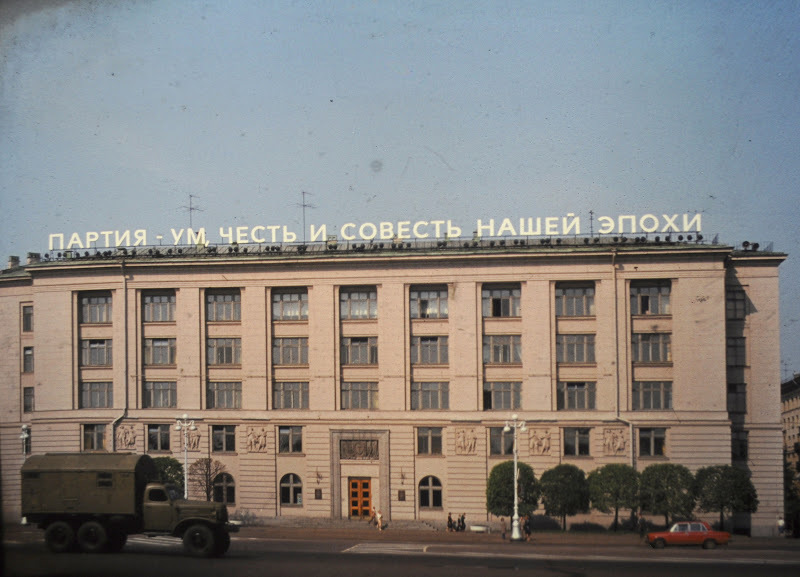 ПАРТИЯ - УМ, ЧЕСТЬ И СОВЕСТЬ НАШЕЙ ЭПОХИ